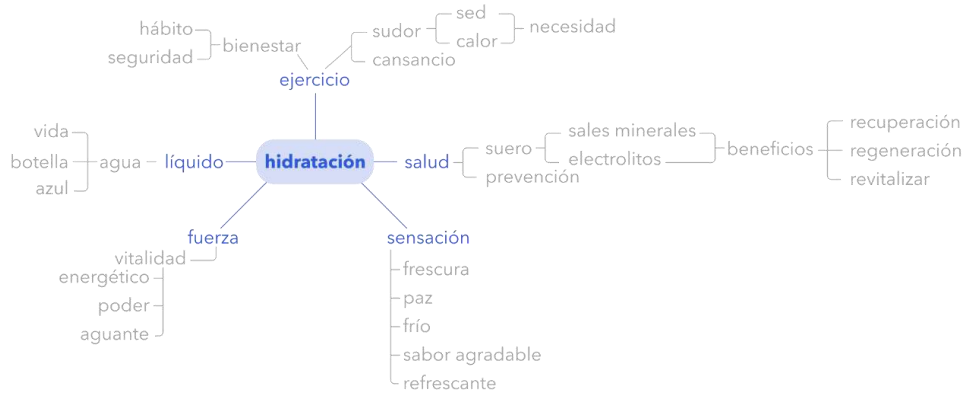 hidratación
ejercicio
bienestar
hábito
seguridad
sudor
sed
calor
necesidad
cansancio
líquido
agua
vida
botella
azul
salud
suero
sales minerales
electrolitos
beneficios
recuperación
regeneración
revitalizar
prevención
fuerza
vitalidad
energético
poder
aguante
sensación
frescura
paz
frío
sabor agradable
refrescante